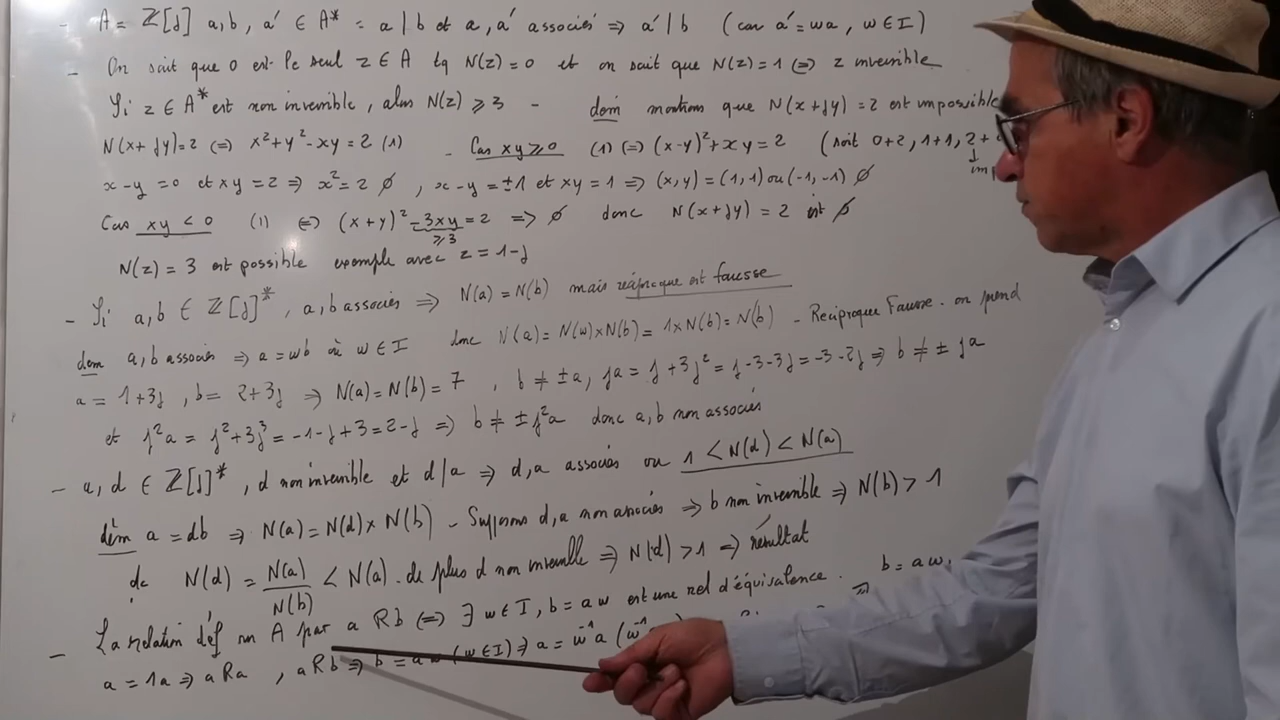 - A = ℤ[j] a, b, a' ∈ A* = a | b et a, a' associés ⇒ a' | b (car a' = wa, w ∈ I)
- On sait que 0 est le seul z ∈ A tq N(z) = 0 et on sait que N(z) = 1 ⇔ z inversible
Si z ∈ A* est non inversible, alors N(z) ⩾ 3 - dém montrons que N(x+jy) = 2 est impossible
N(x+jy) = 2 ⇔ x² + y² - xy = 2 (1) - Cas xy ⩾ 0 (1) ⇔ (x-y)² + xy = 2 (soit 0+2, 1+1, 2+
x - y = 0 et xy = 2 ⇒ x² = 2 ∅, x - y = ±1 et xy = 1 ⇒ (x,y) = (1,1) ou (-1,-1) ∅ ↓ imp
Cas xy < 0 (1) ⇔ (x+y)² - 3xy = 2 ⇒ ∅ donc N(x+jy) = 2 est ∅
⩾ 3
N(z) = 3 est possible exemple avec z = 1 - j
- Si a, b ∈ ℤ[j]*, a, b associés ⇒ N(a) = N(b) mais réciproque est fausse
dém a, b associés ⇒ a = wb où w ∈ I donc N(a) = N(w) × N(b) = 1 × N(b) = N(b) - Réciproque Fausse. on prend
a = 1+3j, b = 2+3j ⇒ N(a) = N(b) = 7, b ≠ ±a, ja = j + 3j² = j - 3 - 3j = -3 - 2j ⇒ b ≠ ± ja
et j²a = j² + 3j³ = -1 - j + 3 = 2 - j ⇒ b ≠ ± j²a donc a, b non associés
- a, d ∈ ℤ[j]*, d non inversible et d | a ⇒ d, a associés ou 1 < N(d) < N(a)
dém a = db ⇒ N(a) = N(d) × N(b) - Supposons d, a non associés ⇒ b non inversible ⇒ N(b) > 1
dc N(d) = N(a)/N(b) < N(a). de plus d non inversible ⇒ N(d) > 1 ⇒ résultat
- La relation déf sur A par a R b ⇔ ∃ w ∈ I, b = aw est une rel d'équivalence. b = aw
a = 1a ⇒ a R a, a R b ⇒ b = aw (w ∈ I) ⇒ a = w⁻¹a (w⁻¹